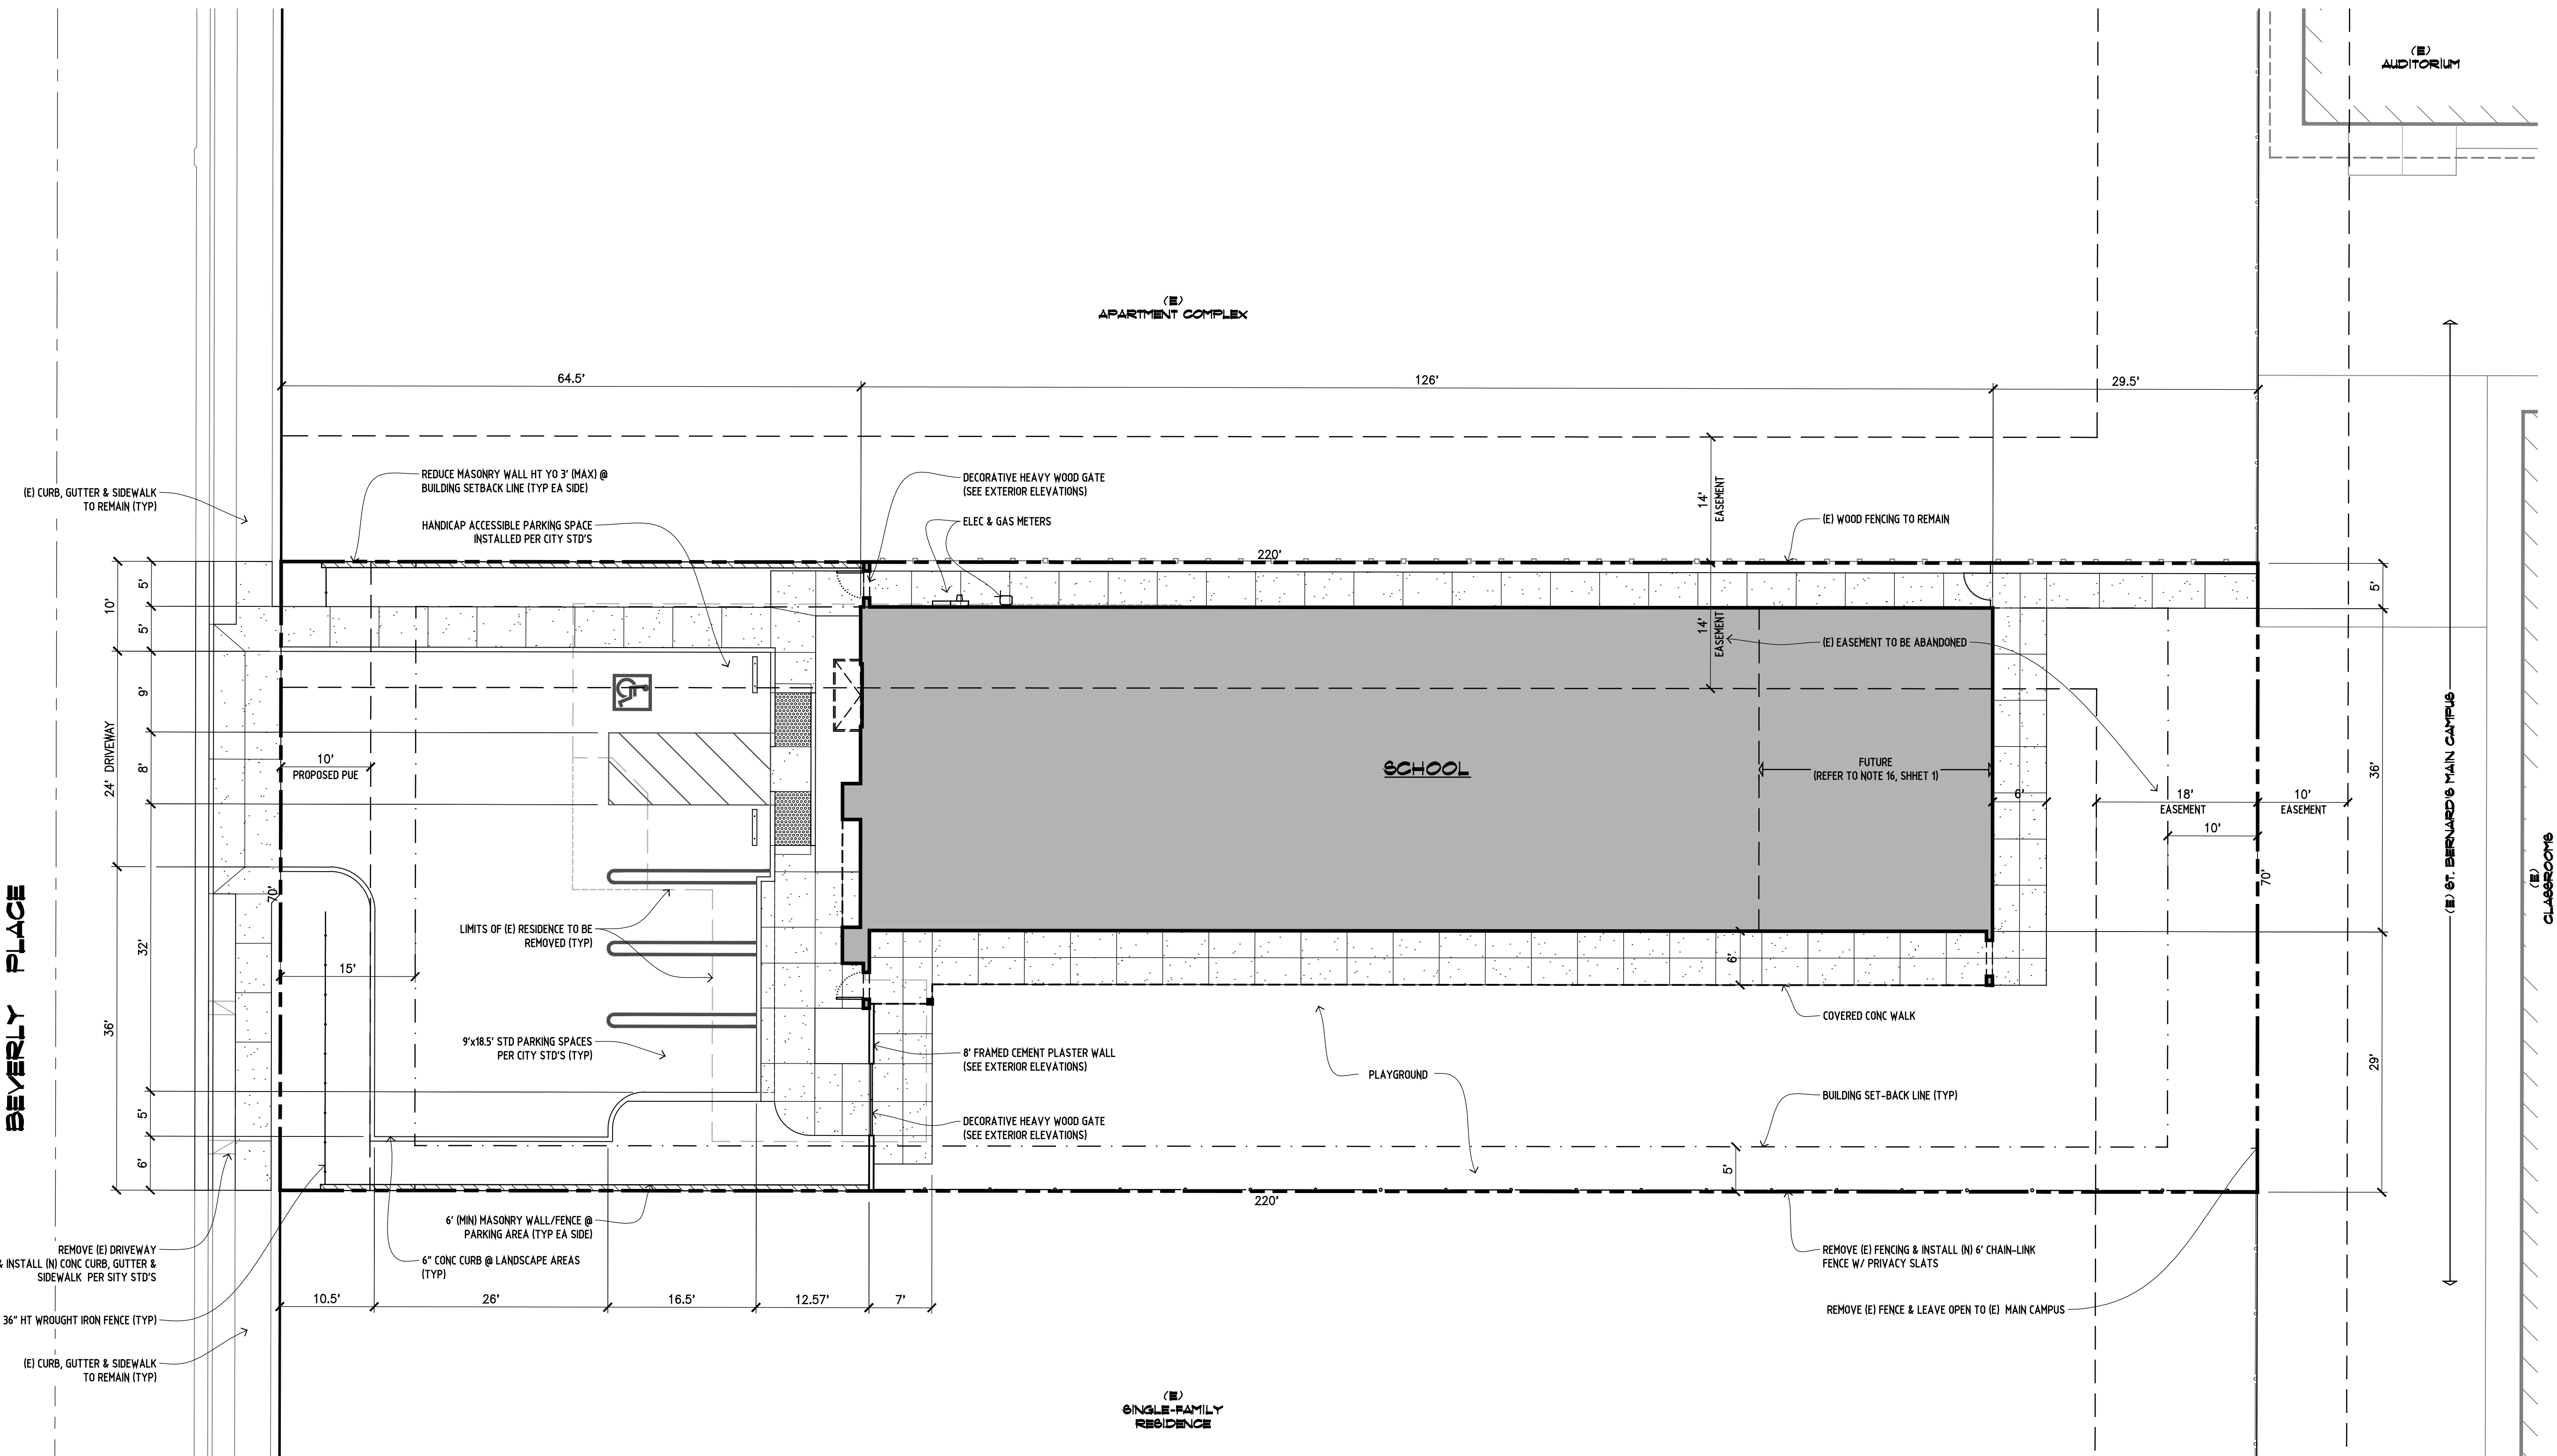 (E)
AUDITORIUM
(E)
APARTMENT COMPLEX
64.5'
126'
29.5'
REDUCE MASONRY WALL HT YO 3' (MAX) @
BUILDING SETBACK LINE (TYP EA SIDE)
DECORATIVE HEAVY WOOD GATE
(SEE EXTERIOR ELEVATIONS)
(E) CURB, GUTTER & SIDEWALK
TO REMAIN (TYP)
HANDICAP ACCESSIBLE PARKING SPACE
INSTALLED PER CITY STD'S
ELEC & GAS METERS
14'
EASEMENT
(E) WOOD FENCING TO REMAIN
220'
5'
10'
5'
5'
14'
EASEMENT
(E) EASEMENT TO BE ABANDONED
9'
24' DRIVEWAY
8'
10'
PROPOSED PUE
SCHOOL
FUTURE
(REFER TO NOTE 16, SHHET 1)
36'
6'
18'
EASEMENT
10'
EASEMENT
10'
(E) ST. BERNARD'S MAIN CAMPUS
(E)
CLASSROOMS
70'
70'
BEVERLY PLACE
LIMITS OF (E) RESIDENCE TO BE
REMOVED (TYP)
32'
15'
6'
36'
COVERED CONC WALK
9'x18.5' STD PARKING SPACES
PER CITY STD'S (TYP)
8' FRAMED CEMENT PLASTER WALL
(SEE EXTERIOR ELEVATIONS)
PLAYGROUND
29'
BUILDING SET-BACK LINE (TYP)
5'
DECORATIVE HEAVY WOOD GATE
(SEE EXTERIOR ELEVATIONS)
6'
5'
220'
6' (MIN) MASONRY WALL/FENCE @
PARKING AREA (TYP EA SIDE)
REMOVE (E) DRIVEWAY
& INSTALL (N) CONC CURB, GUTTER &
SIDEWALK PER SITY STD'S
6" CONC CURB @ LANDSCAPE AREAS
(TYP)
REMOVE (E) FENCING & INSTALL (N) 6' CHAIN-LINK
FENCE W/ PRIVACY SLATS
10.5'
26'
16.5'
12.57'
7'
REMOVE (E) FENCE & LEAVE OPEN TO (E) MAIN CAMPUS
36" HT WROUGHT IRON FENCE (TYP)
(E) CURB, GUTTER & SIDEWALK
TO REMAIN (TYP)
(E)
SINGLE-FAMILY
RESIDENCE